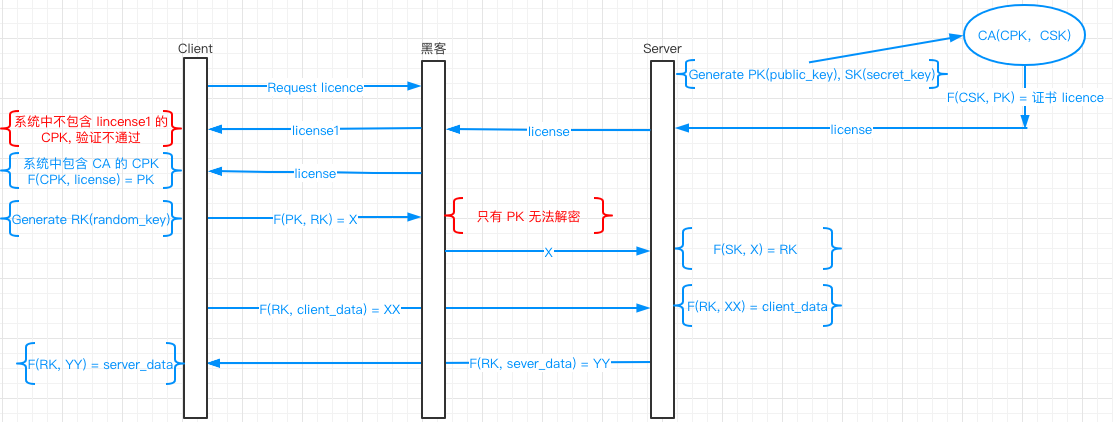 Client
黑客
Server
CA(CPK，CSK)
Generate PK(public_key), SK(secret_key)
Request licence
F(CSK, PK) = 证书 licence
系统中不包含 lincense1 的
CPK, 验证不通过
license1
license
license
系统中包含 CA 的 CPK
F(CPK, license) = PK
license
Generate RK(random_key)
F(PK, RK) = X
只有 PK 无法解密
X
F(SK, X) = RK
F(RK, client_data) = XX
F(RK, XX) = client_data
F(RK, YY) = server_data
F(RK, sever_data) = YY